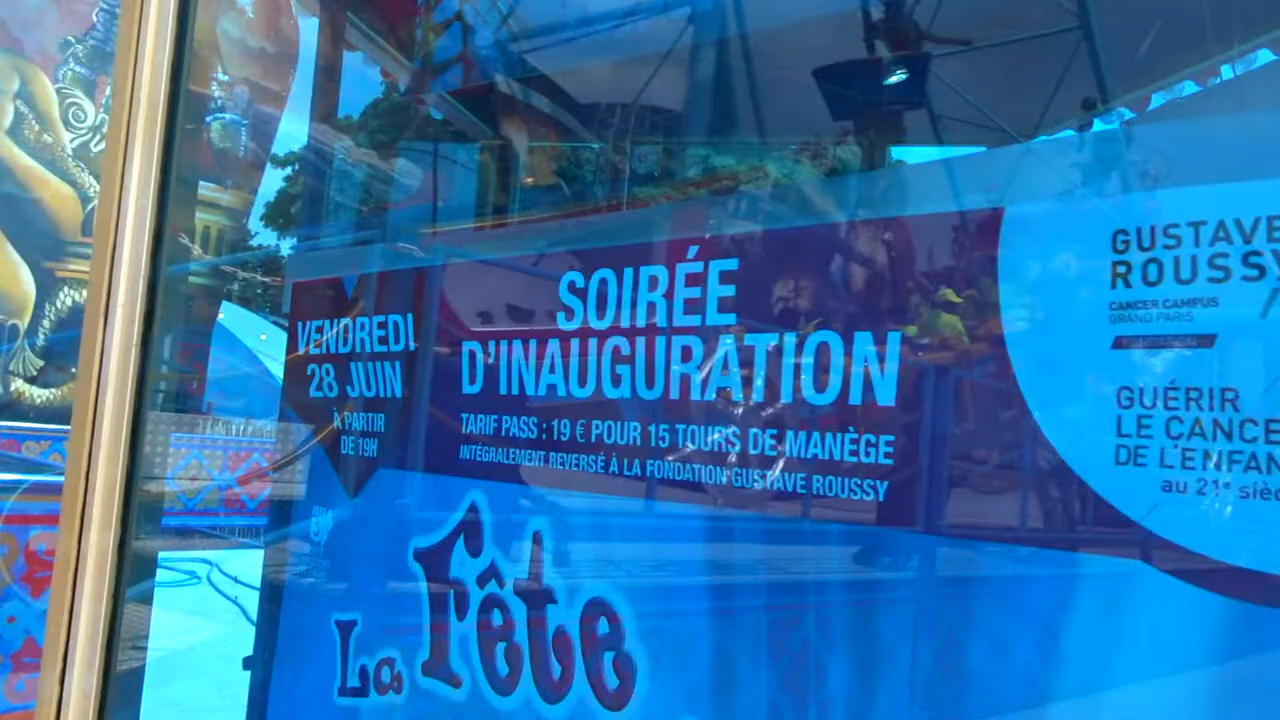 VENDREDI
28 JUIN
À PARTIR
DE 19H
SOIRÉE
D'INAUGURATION
TARIF PASS : 19 € POUR 15 TOURS DE MANÈGE
INTÉGRALEMENT REVERSÉ À LA FONDATION GUSTAVE ROUSSY
GUSTAVE
ROUSSY
CANCER CAMPUS
GRAND PARIS
GUÉRIR
LE CANCE
DE L'ENFAN
au 21e siè
La Fête